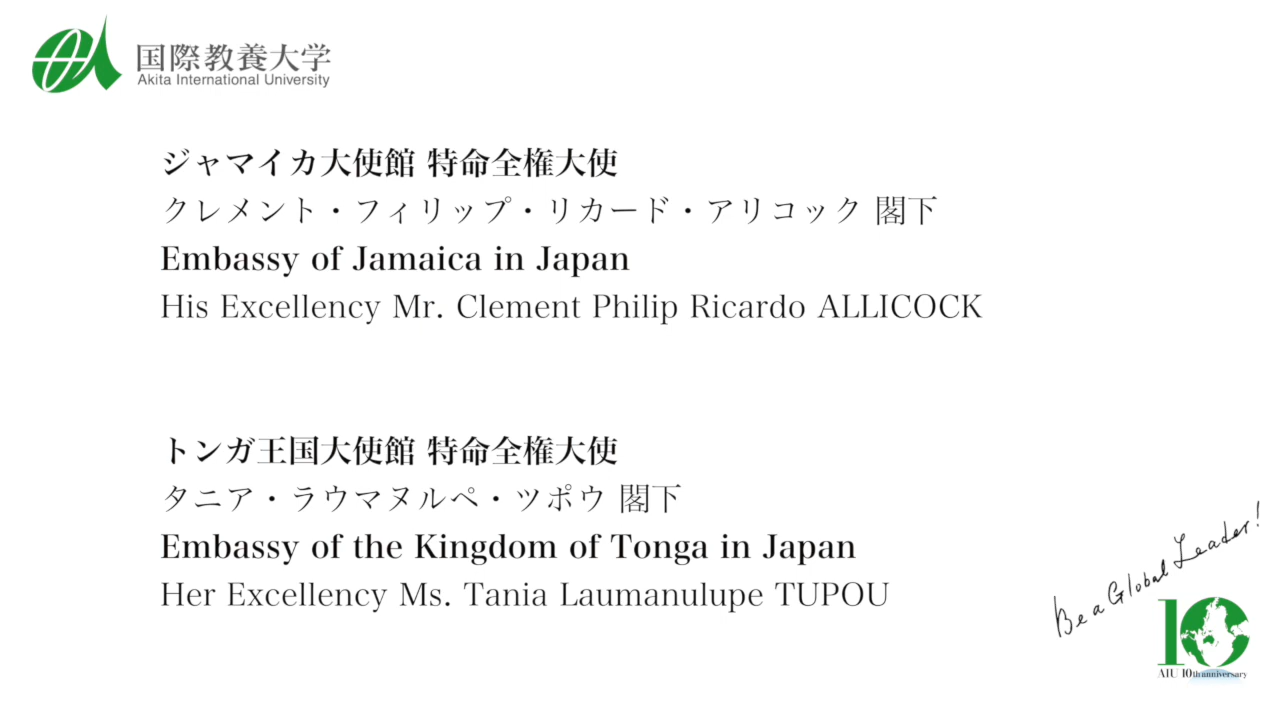 国際教養大学
Akita International University
ジャマイカ大使館 特命全権大使
クレメント・フィリップ・リカード・アリコック 閣下
Embassy of Jamaica in Japan
His Excellency Mr. Clement Philip Ricardo ALLICOCK
トンガ王国大使館 特命全権大使
タニア・ラウマヌルペ・ツポウ 閣下
Embassy of the Kingdom of Tonga in Japan
Her Excellency Ms. Tania Laumanulupe TUPOU
Be a Global Leader!
10
AIU 10th anniversary